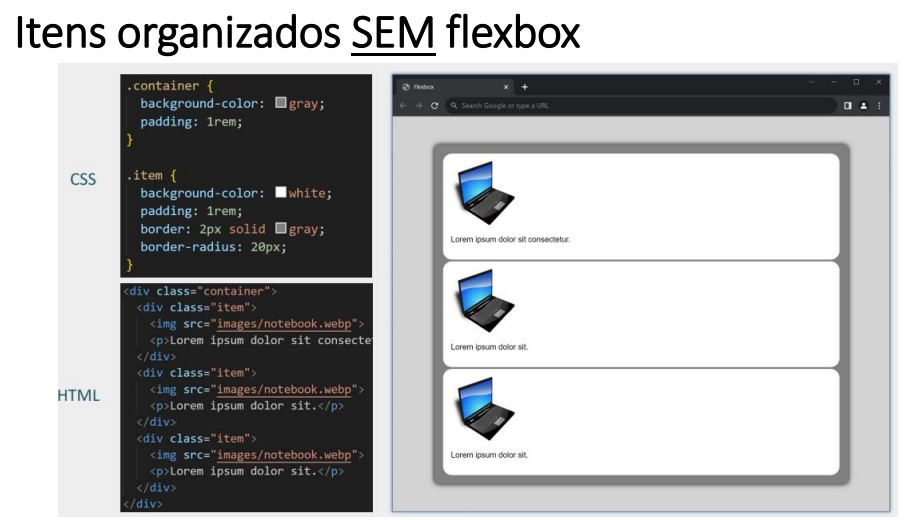 Itens organizados SEM flexbox
CSS
.container {
background-color: gray;
padding: 1rem;
}
.item {
background-color: white;
padding: 1rem;
border: 2px solid gray;
border-radius: 20px;
}
HTML
<div class="container">
<div class="item">
<img src="images/notebook.webp">
<p>Lorem ipsum dolor sit consecte
</div>
<div class="item">
<img src="images/notebook.webp">
<p>Lorem ipsum dolor sit.</p>
</div>
<div class="item">
<img src="images/notebook.webp">
<p>Lorem ipsum dolor sit.</p>
</div>
</div>
Flexbox
Search Google or type a URL
Lorem ipsum dolor sit consectetur.
Lorem ipsum dolor sit.
Lorem ipsum dolor sit.